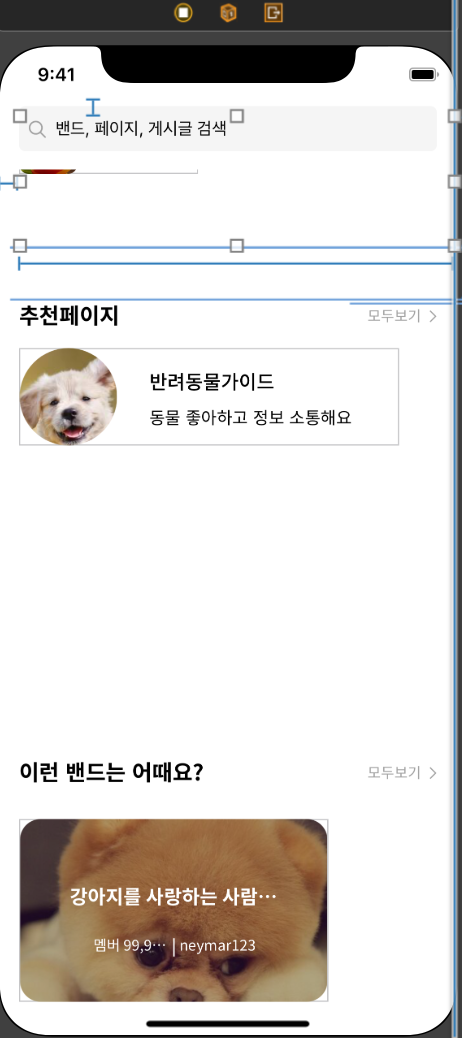 9:41
밴드, 페이지, 게시글 검색
추천페이지
모두보기
반려동물가이드
동물 좋아하고 정보 소통해요
이런 밴드는 어때요?
모두보기
강아지를 사랑하는 사람…
멤버 99,9… | neymar123